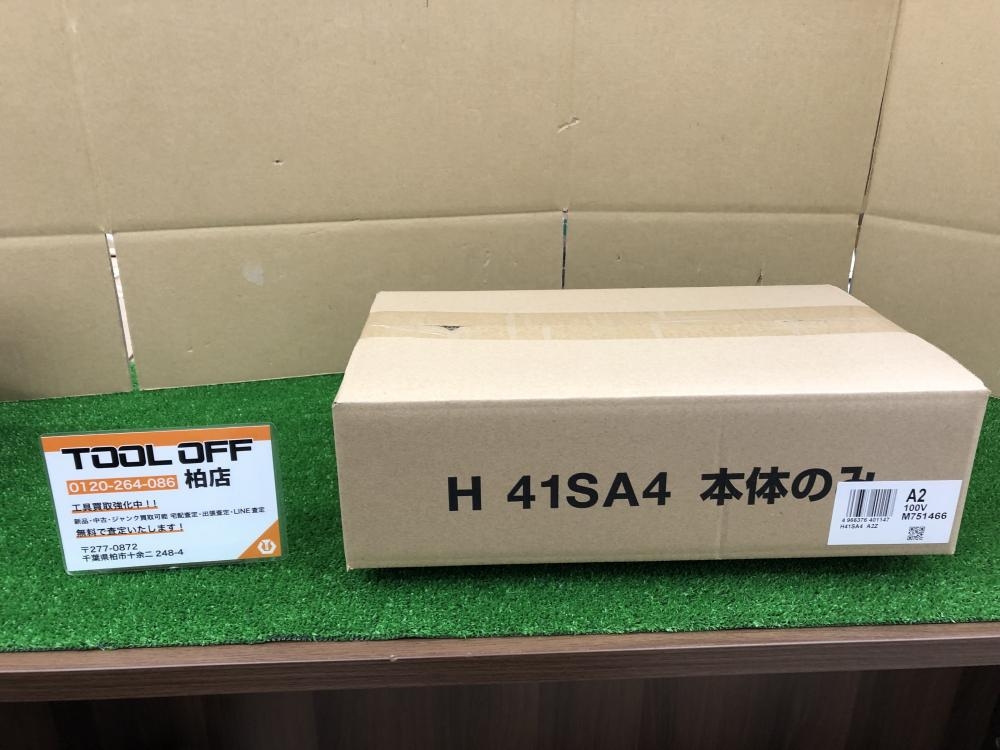 TOOL OFF
0120-264-086 柏店
工具買取強化中！！
新品・中古・ジャンク買取可能 宅配査定・出張査定・LINE査定
無料で査定いたします！
〒277-0872
千葉県柏市十余二 248-4
H 41SA4 本体のみ
A2
100V
M751466
4 966376 401147
H41SA4 A2Z